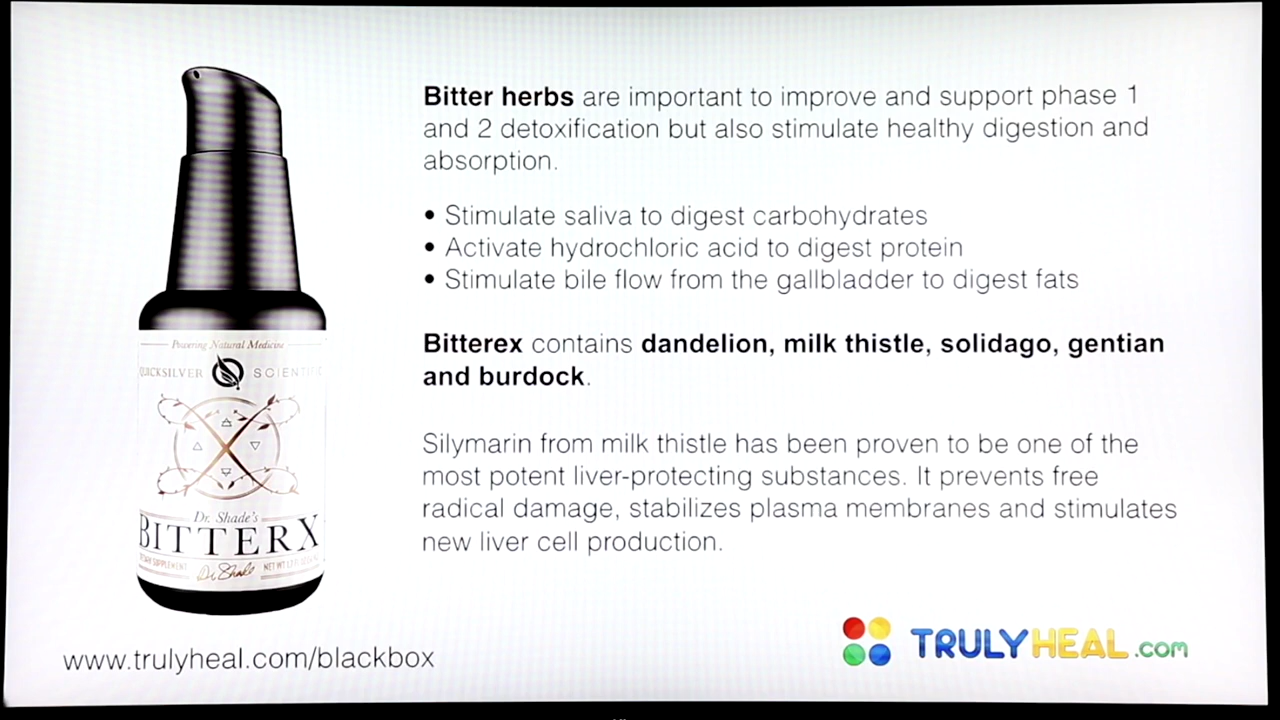 Bitter herbs are important to improve and support phase 1
and 2 detoxification but also stimulate healthy digestion and
absorption.
• Stimulate saliva to digest carbohydrates
• Activate hydrochloric acid to digest protein
• Stimulate bile flow from the gallbladder to digest fats
Bitterex contains dandelion, milk thistle, solidago, gentian
and burdock.
Silymarin from milk thistle has been proven to be one of the
most potent liver-protecting substances. It prevents free
radical damage, stabilizes plasma membranes and stimulates
new liver cell production.
Powering Natural Medicine
QUICKSILVER SCIENTIFIC
Dr. Shade's
BITTERX
SUPPLEMENT Dr Shade NET WT
www.trulyheal.com/blackbox
TRULYHEAL.com